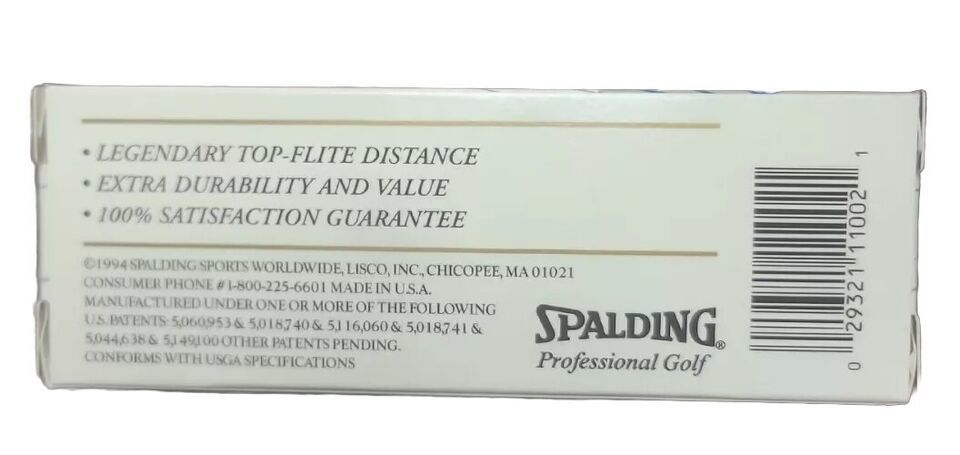 • LEGENDARY TOP-FLITE DISTANCE
• EXTRA DURABILITY AND VALUE
• 100% SATISFACTION GUARANTEE
©1994 SPALDING SPORTS WORLDWIDE, LISCO, INC., CHICOPEE, MA 01021
CONSUMER PHONE # 1-800-225-6601 MADE IN U.S.A.
MANUFACTURED UNDER ONE OR MORE OF THE FOLLOWING
U.S. PATENTS: 5,060,953 & 5,018,740 & 5,116,060 & 5,018,741 &
5,044,638 & 5,149,100 OTHER PATENTS PENDING.
CONFORMS WITH USGA SPECIFICATIONS
SPALDING®
Professional Golf
0 29321 11002 1